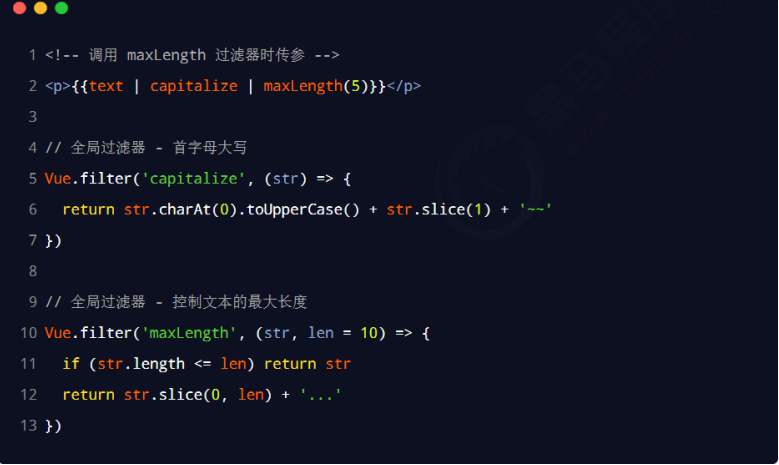 1 <!-- 调用 maxLength 过滤器时传参 -->
2 <p>{{text | capitalize | maxLength(5)}}</p>
3
4 // 全局过滤器 - 首字母大写
5 Vue.filter('capitalize', (str) => {
6   return str.charAt(0).toUpperCase() + str.slice(1) + '~~'
7 })
8
9 // 全局过滤器 - 控制文本的最大长度
10 Vue.filter('maxLength', (str, len = 10) => {
11   if (str.length <= len) return str
12   return str.slice(0, len) + '...'
13 })